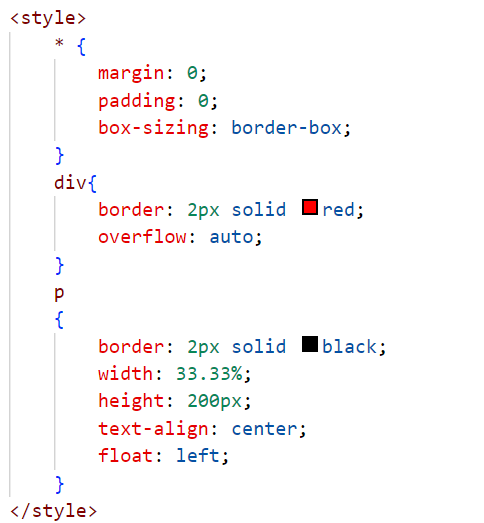 <style>
    * {
        margin: 0;
        padding: 0;
        box-sizing: border-box;
    }
    div{
        border: 2px solid red;
        overflow: auto;
    }
    p
    {
        border: 2px solid black;
        width: 33.33%;
        height: 200px;
        text-align: center;
        float: left;
    }
</style>